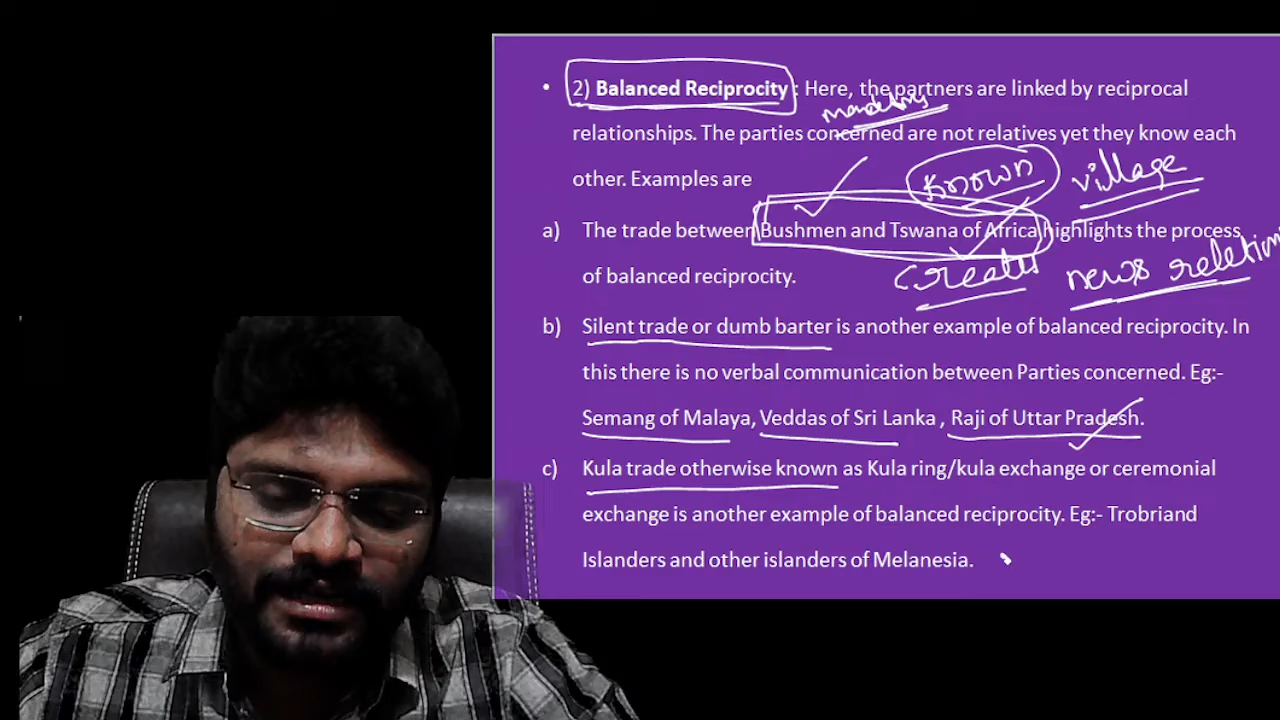 • 2) Balanced Reciprocity : Here, the partners are linked by reciprocal
relationships. The parties concerned are not relatives yet they know each
other. Examples are
known village
a) The trade between Bushmen and Tswana of Africa highlights the process
of balanced reciprocity.
creates news relation
b) Silent trade or dumb barter is another example of balanced reciprocity. In
this there is no verbal communication between Parties concerned. Eg:-
Semang of Malaya, Veddas of Sri Lanka , Raji of Uttar Pradesh.
c) Kula trade otherwise known as Kula ring/kula exchange or ceremonial
exchange is another example of balanced reciprocity. Eg:- Trobriand
Islanders and other islanders of Melanesia.